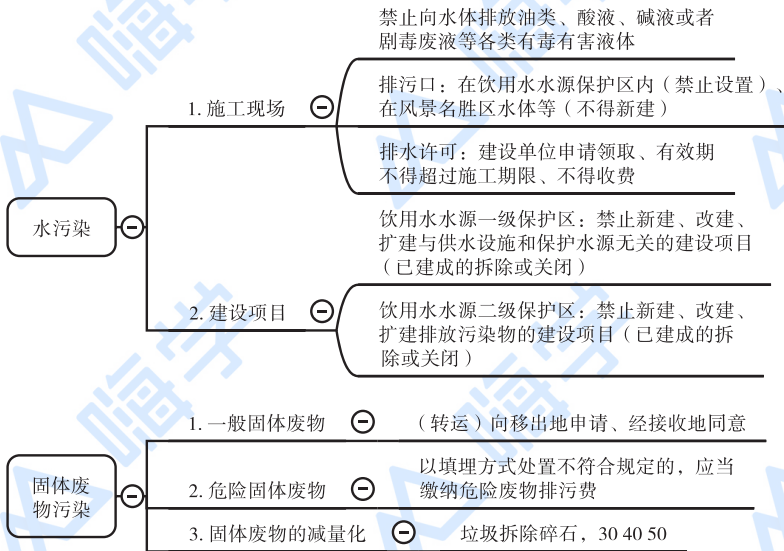 禁止向水体排放油类、酸液、碱液或者
剧毒废液等各类有毒有害液体
排污口：在饮用水水源保护区内（禁止设置）、
在风景名胜区水体等（不得新建）
1. 施工现场
排水许可：建设单位申请领取、有效期
不得超过施工期限、不得收费
水污染
饮用水水源一级保护区：禁止新建、改建、
扩建与供水设施和保护水源无关的建设项目
（已建成的拆除或关闭）
2. 建设项目
饮用水水源二级保护区：禁止新建、改建、
扩建排放污染物的建设项目（已建成的拆
除或关闭）
1. 一般固体废物
（转运）向移出地申请、经接收地同意
固体废
物污染
2. 危险固体废物
以填埋方式处置不符合规定的，应当
缴纳危险废物排污费
3. 固体废物的减量化
垃圾拆除碎石，30 40 50
嗨学
嗨学
嗨学